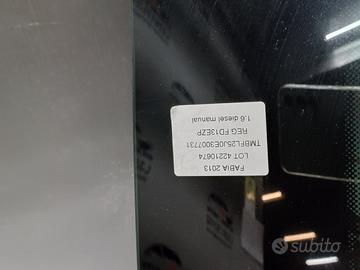 FABIA 2013
LOT 42210674
TMBFL25J0E3007731
REG FD13EZP
1.6 diesel manual
subito